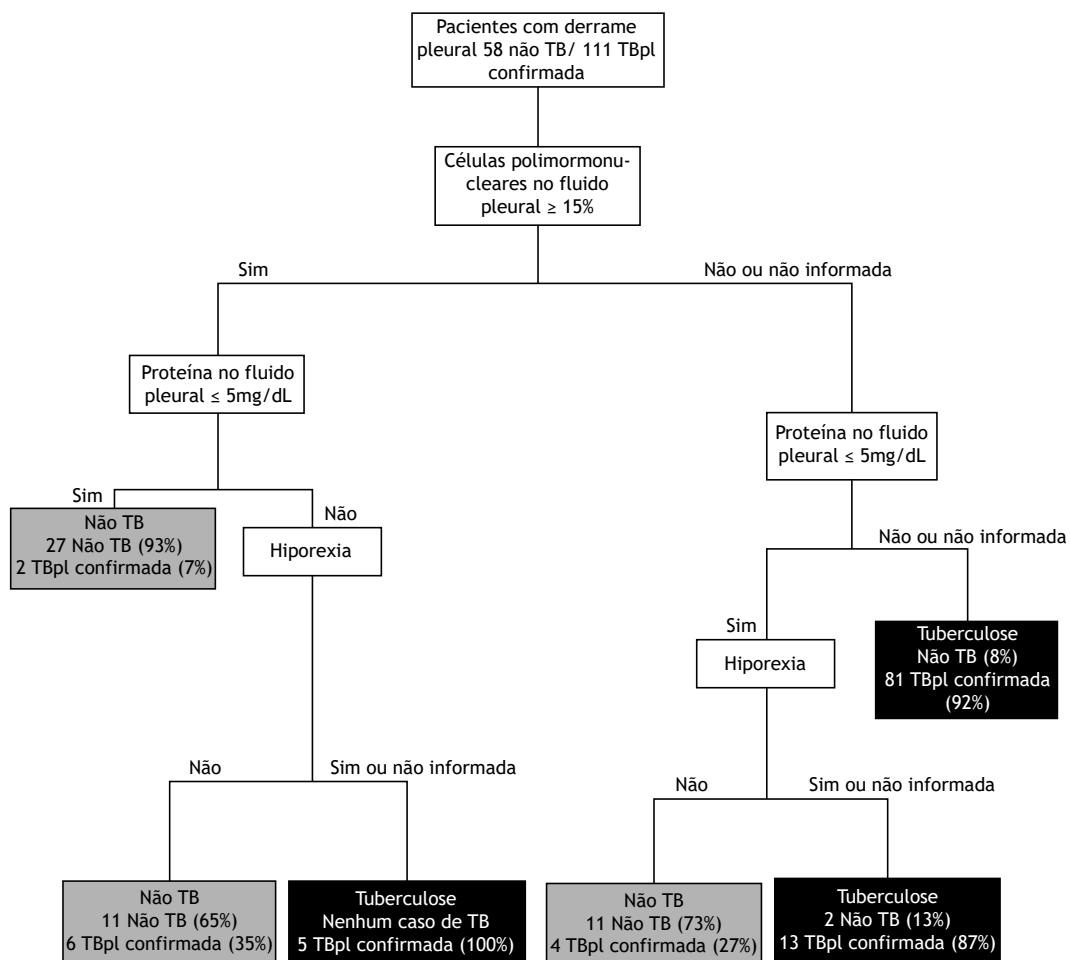 Pacientes com derrame
pleural 58 não TB/ 111 TBpl
confirmada
Células polimormonu-
cleares no fluido
pleural ≥ 15%
Sim
Não ou não informada
Proteína no fluido
pleural ≤ 5mg/dL
Proteína no fluido
pleural ≤ 5mg/dL
Sim
Não
Não TB
27 Não TB (93%)
2 TBpl confirmada (7%)
Hiporexia
Não ou não informada
Sim
Hiporexia
Tuberculose
Não TB (8%)
81 TBpl confirmada
(92%)
Não
Sim ou não informada
Não
Sim ou não informada
Não TB
11 Não TB (65%)
6 TBpl confirmada (35%)
Tuberculose
Nenhum caso de TB
5 TBpl confirmada (100%)
Não TB
11 Não TB (73%)
4 TBpl confirmada (27%)
Tuberculose
2 Não TB (13%)
13 TBpl confirmada (87%)